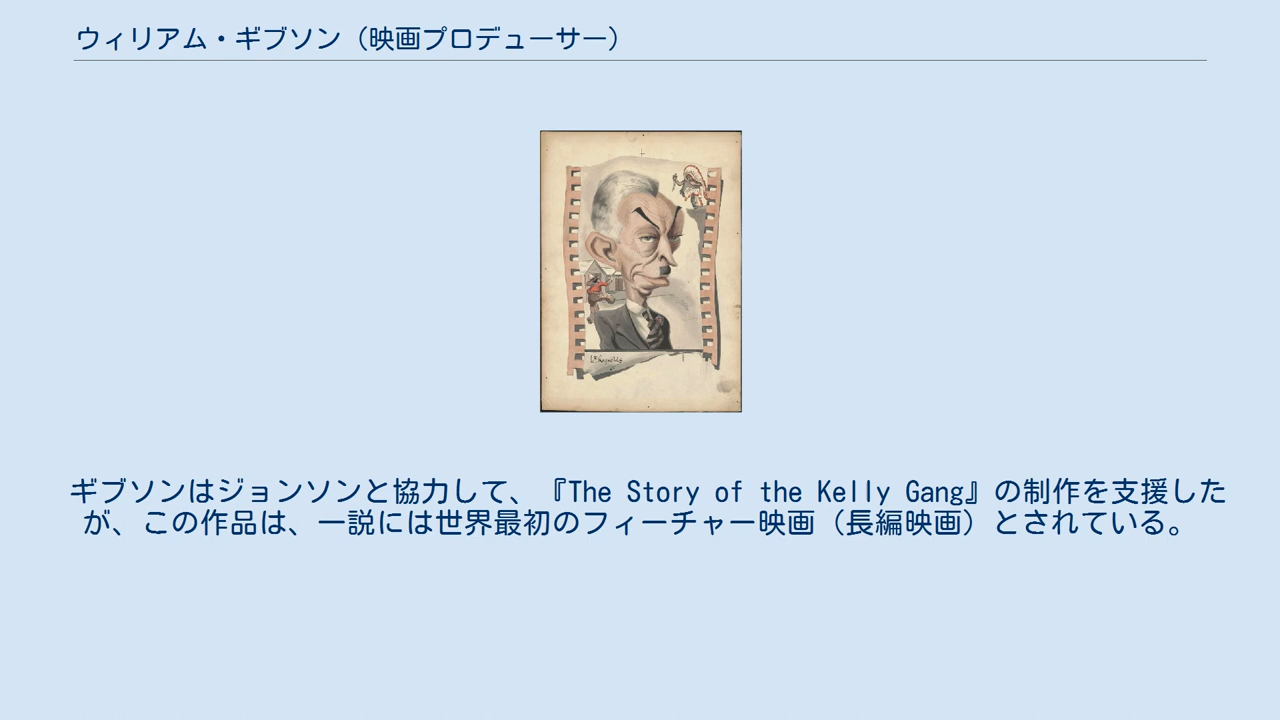 ウィリアム・ギブソン（映画プロデューサー）
ギブソンはジョンソンと協力して、『The Story of the Kelly Gang』の制作を支援した
が、この作品は、一説には世界最初のフィーチャー映画（長編映画）とされている。